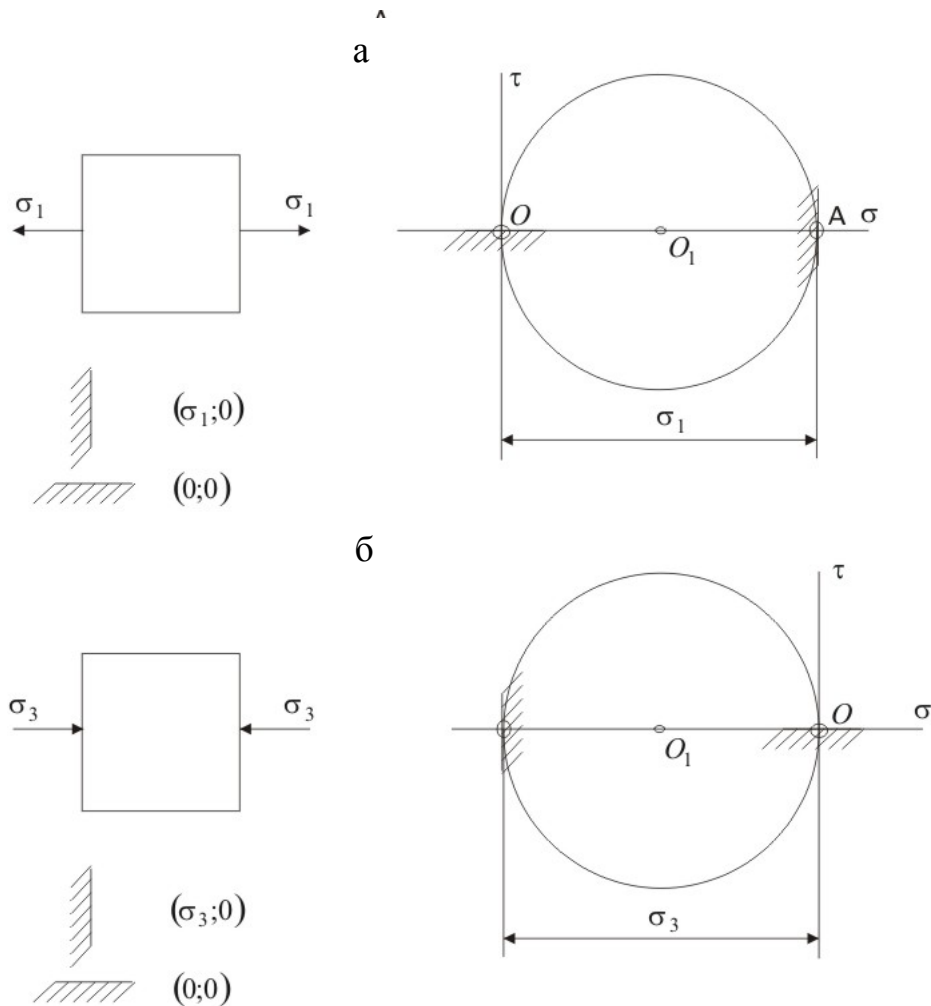 а
τ
σ₁ σ₁
O A σ
O₁
(σ₁;0)
σ₁
(0;0)
б
τ
σ₃ σ₃
O σ
O₁
(σ₃;0)
σ₃
(0;0)